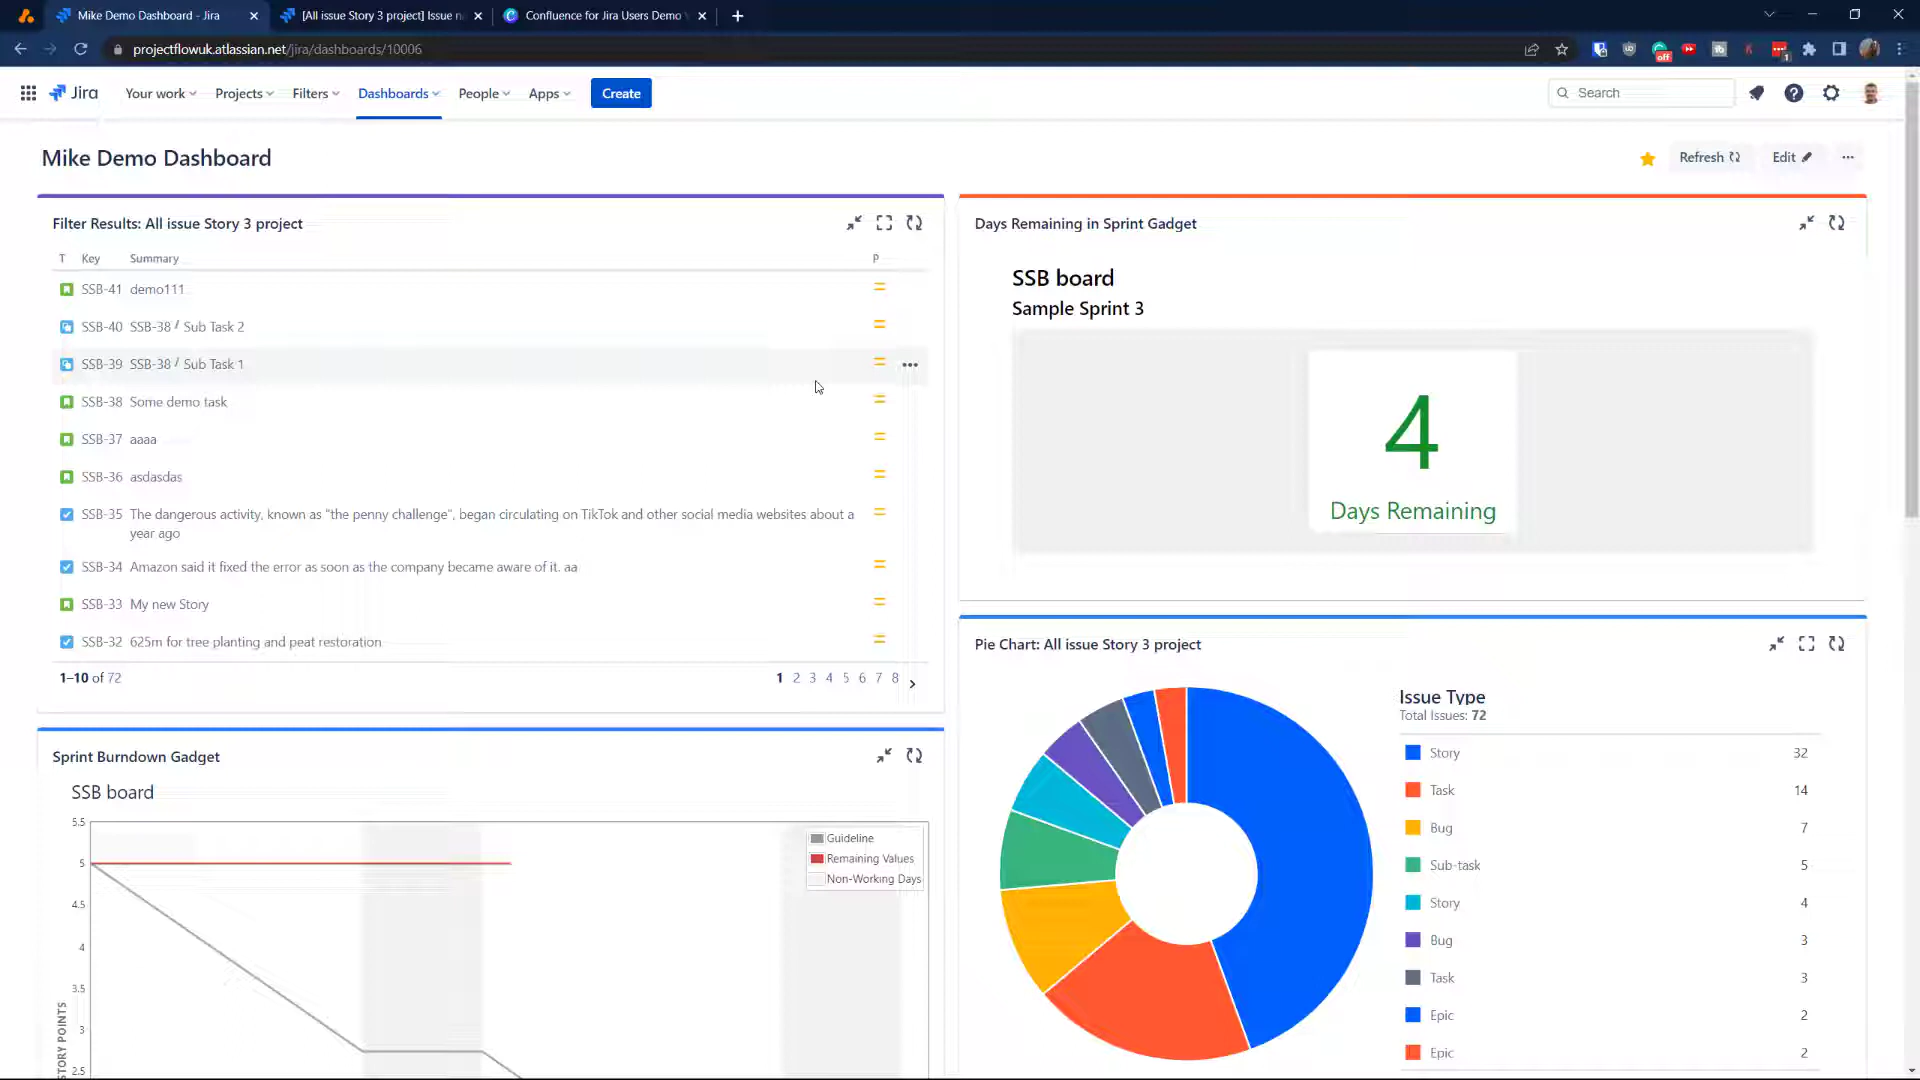 Mike Demo Dashboard - Jira
[All issue Story 3 project] Issue n
Confluence for Jira Users Demo
projectflowuk.atlassian.net/jira/dashboards/10006
off
1
Jira
Your work
Projects
Filters
Dashboards
People
Apps
Create
Search
Mike Demo Dashboard
Refresh
Edit
Filter Results: All issue Story 3 project
T Key Summary P
SSB-41 demo111
SSB-40 SSB-38 / Sub Task 2
SSB-39 SSB-38 / Sub Task 1
SSB-38 Some demo task
SSB-37 aaaa
SSB-36 asdasdas
SSB-35 The dangerous activity, known as "the penny challenge", began circulating on TikTok and other social media websites about a
year ago
SSB-34 Amazon said it fixed the error as soon as the company became aware of it. aa
SSB-33 My new Story
SSB-32 625m for tree planting and peat restoration
1–10 of 72
1 2 3 4 5 6 7 8
Sprint Burndown Gadget
SSB board
5.5
5
4.5
4
3.5
3
2.5
STORY POINTS
Guideline
Remaining Values
Non-Working Days
Days Remaining in Sprint Gadget
SSB board
Sample Sprint 3
4
Days Remaining
Pie Chart: All issue Story 3 project
Issue Type
Total Issues: 72
Story 32
Task 14
Bug 7
Sub-task 5
Story 4
Bug 3
Task 3
Epic 2
Epic 2